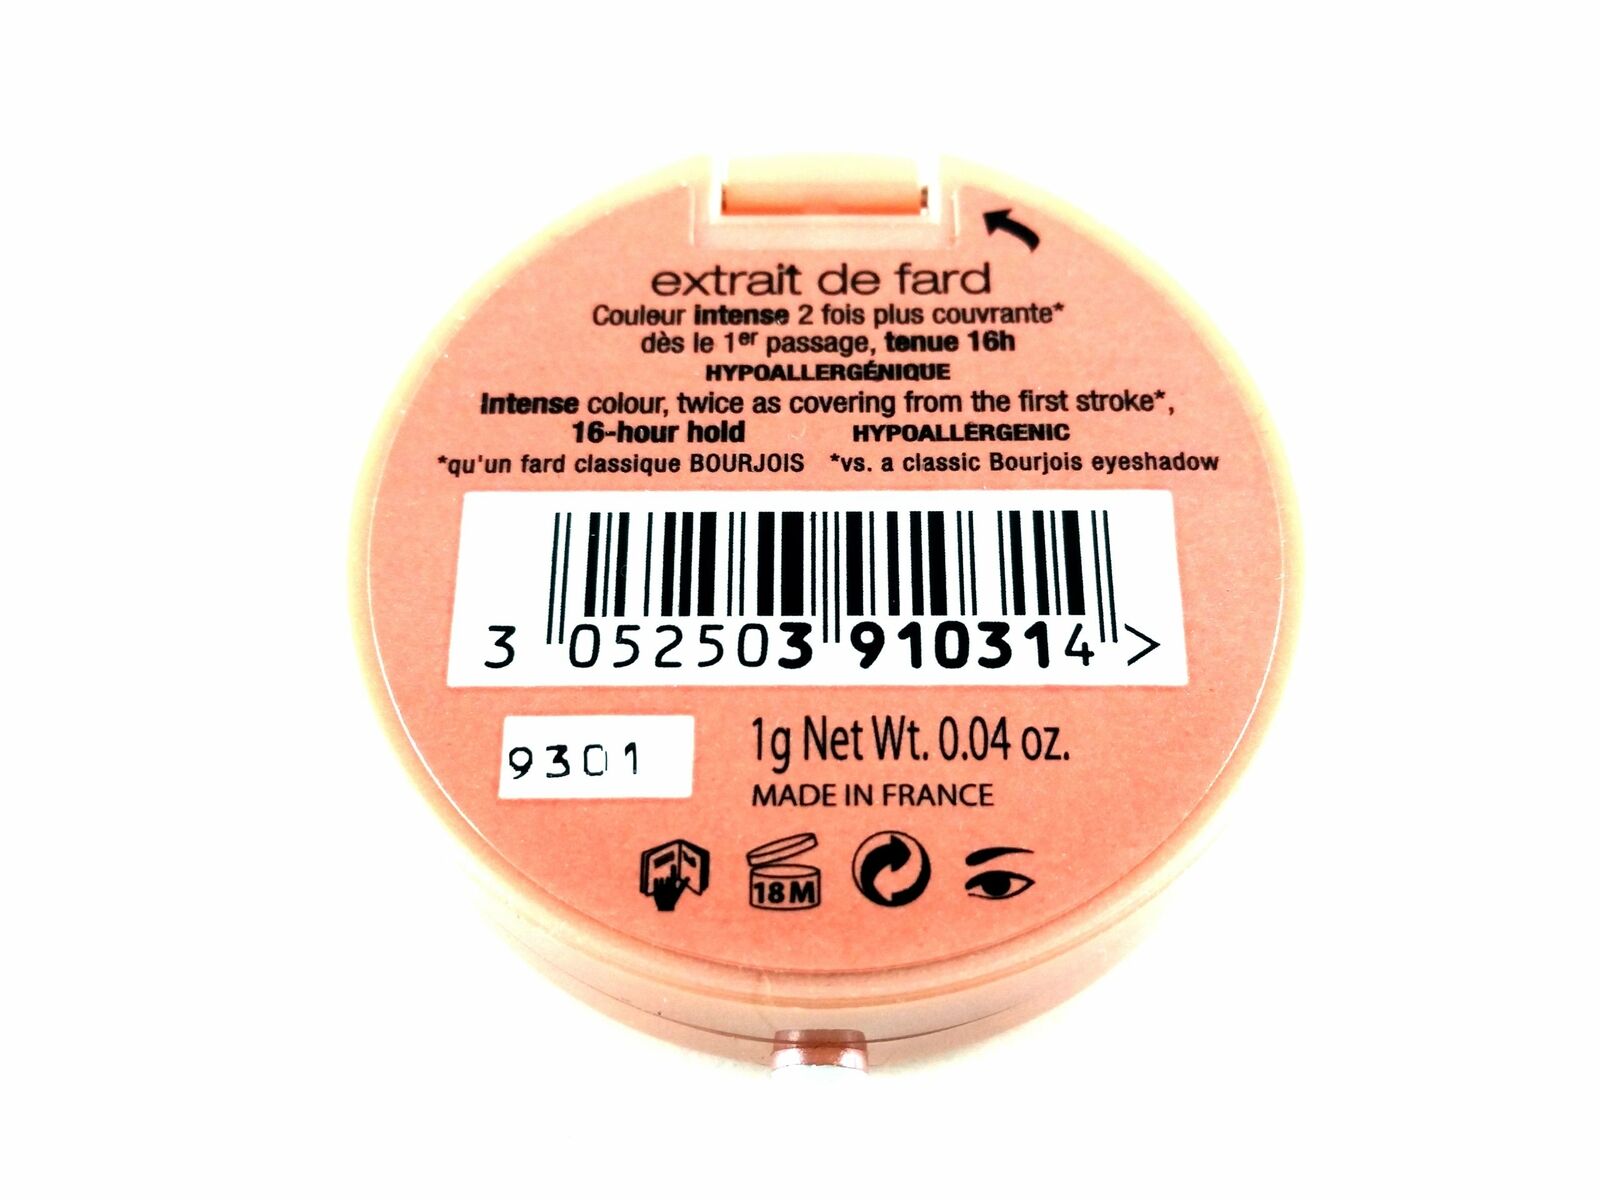 extrait de fard
Couleur intense 2 fois plus couvrante*
dès le 1er passage, tenue 16h
HYPOALLERGÉNIQUE
Intense colour, twice as covering from the first stroke*,
16-hour hold HYPOALLERGENIC
*qu'un fard classique BOURJOIS *vs. a classic Bourjois eyeshadow
3 052503 910314 >
9301
1g Net Wt. 0.04 oz.
MADE IN FRANCE
18M